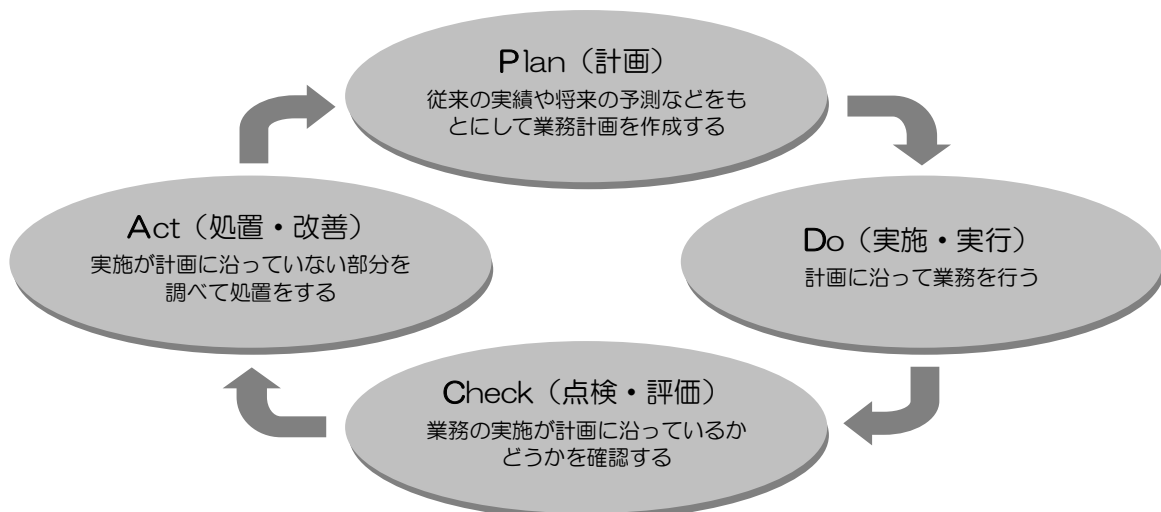 Plan（計画）
従来の実績や将来の予測などをも
とにして業務計画を作成する
Act（処置・改善）
実施が計画に沿っていない部分を
調べて処置をする
Do（実施・実行）
計画に沿って業務を行う
Check（点検・評価）
業務の実施が計画に沿っているか
どうかを確認する